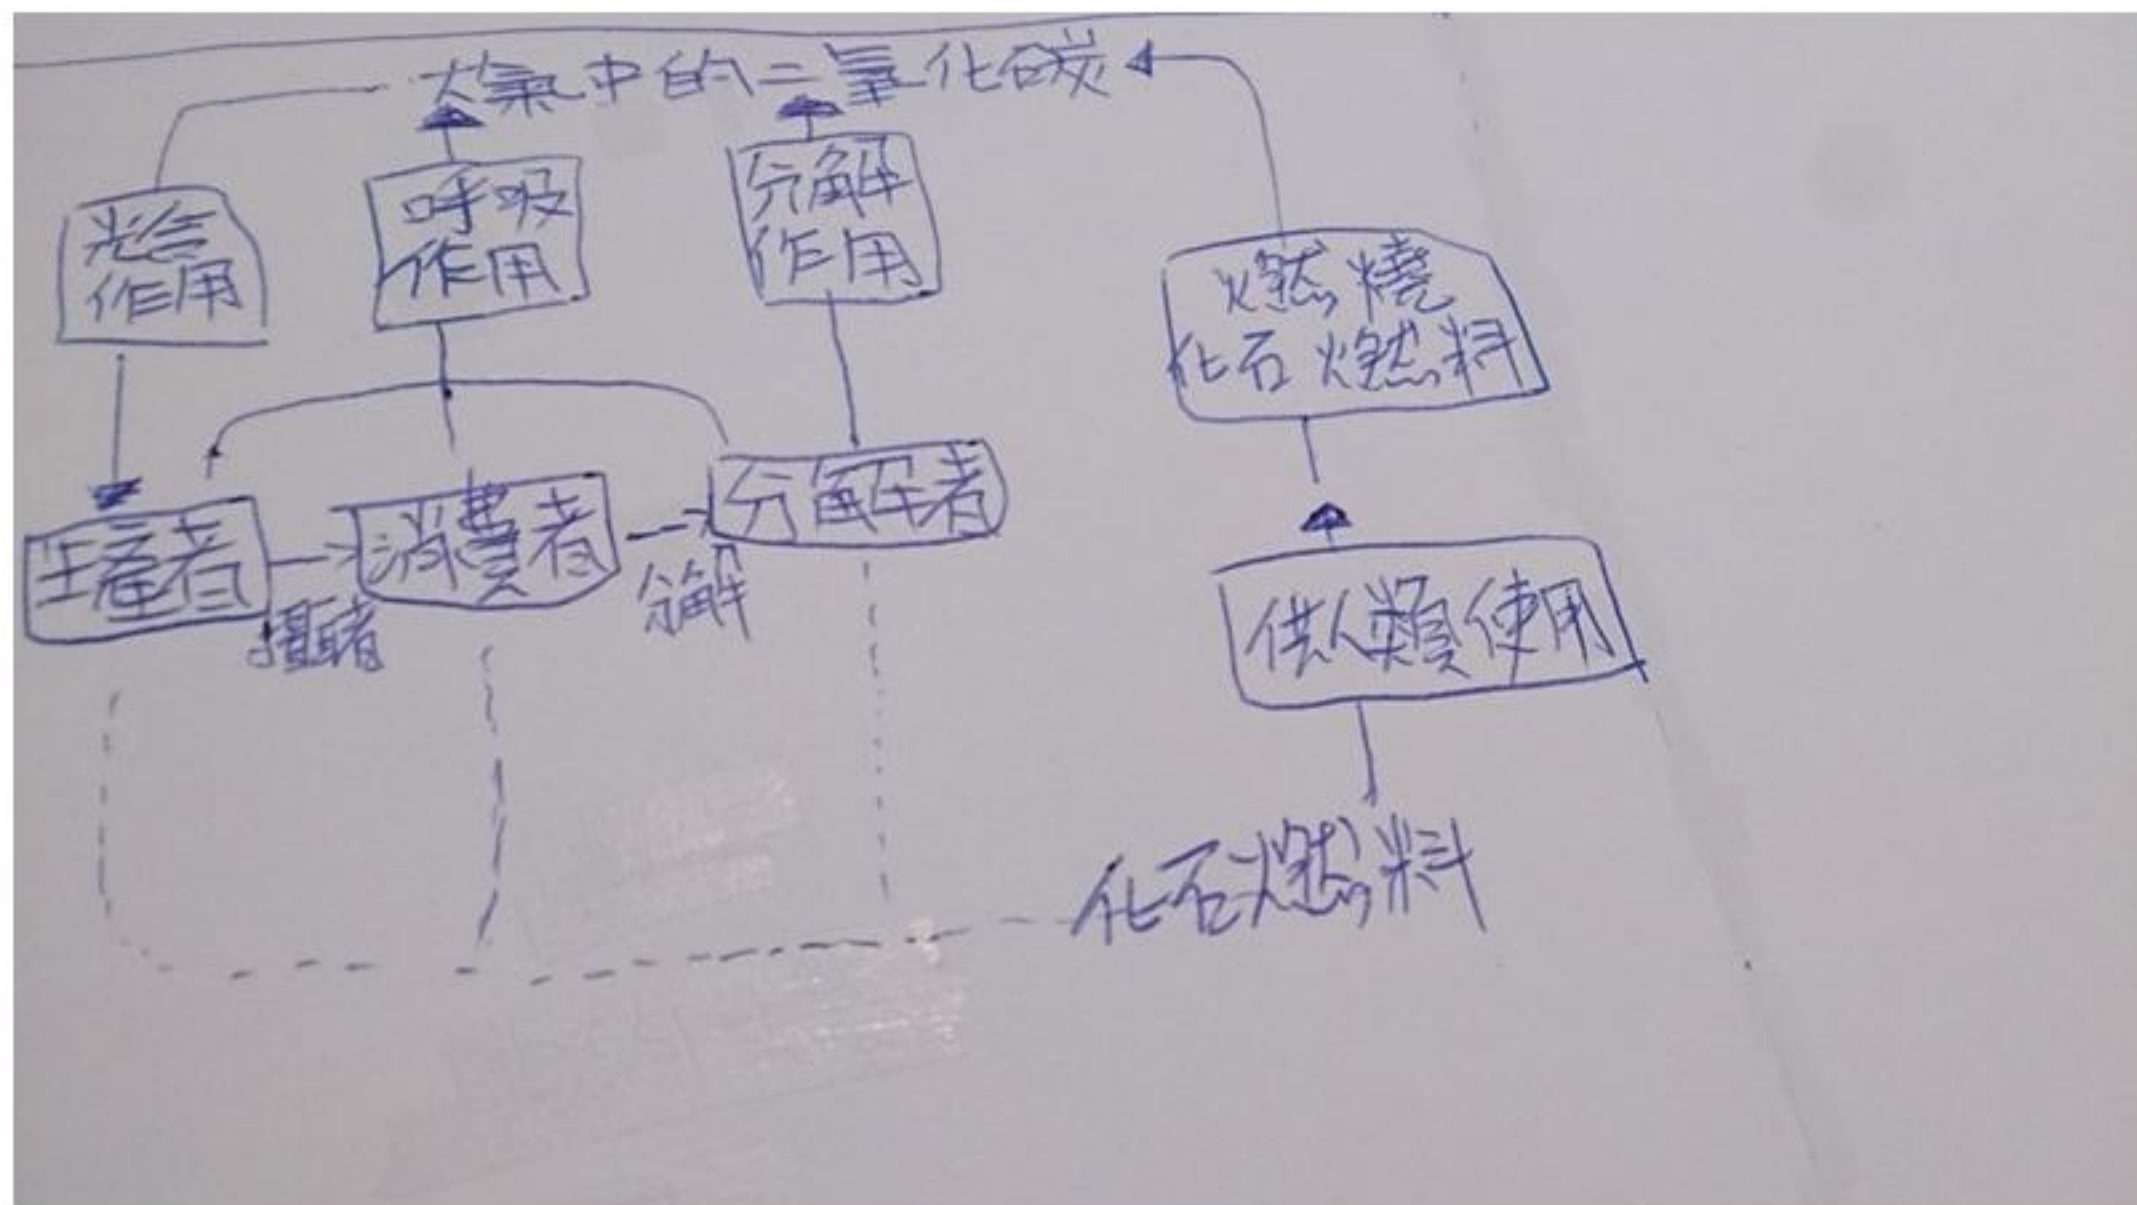 大氣中的二氧化碳
光合
作用
呼吸
作用
分解
作用
燃燒
化石燃料
生產者
消費者
分解者
分解
供人類使用
化石燃料